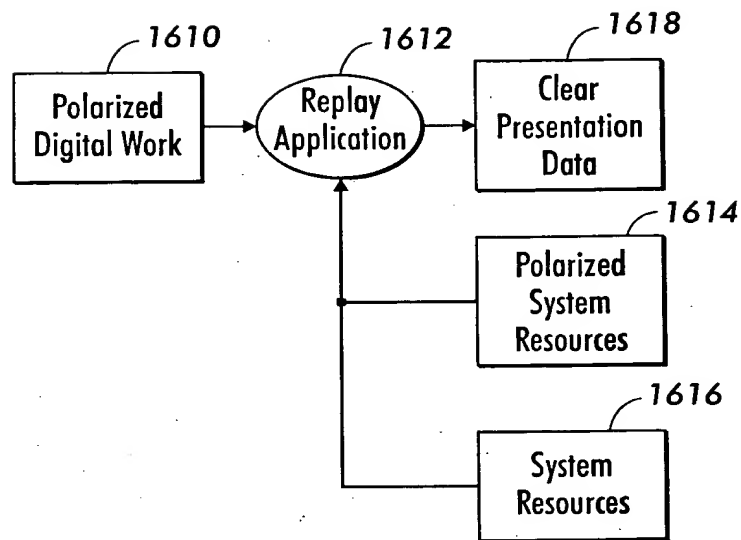 1610
Polarized
Digital Work
1612
Replay
Application
1618
Clear
Presentation
Data
1614
Polarized
System
Resources
1616
System
Resources